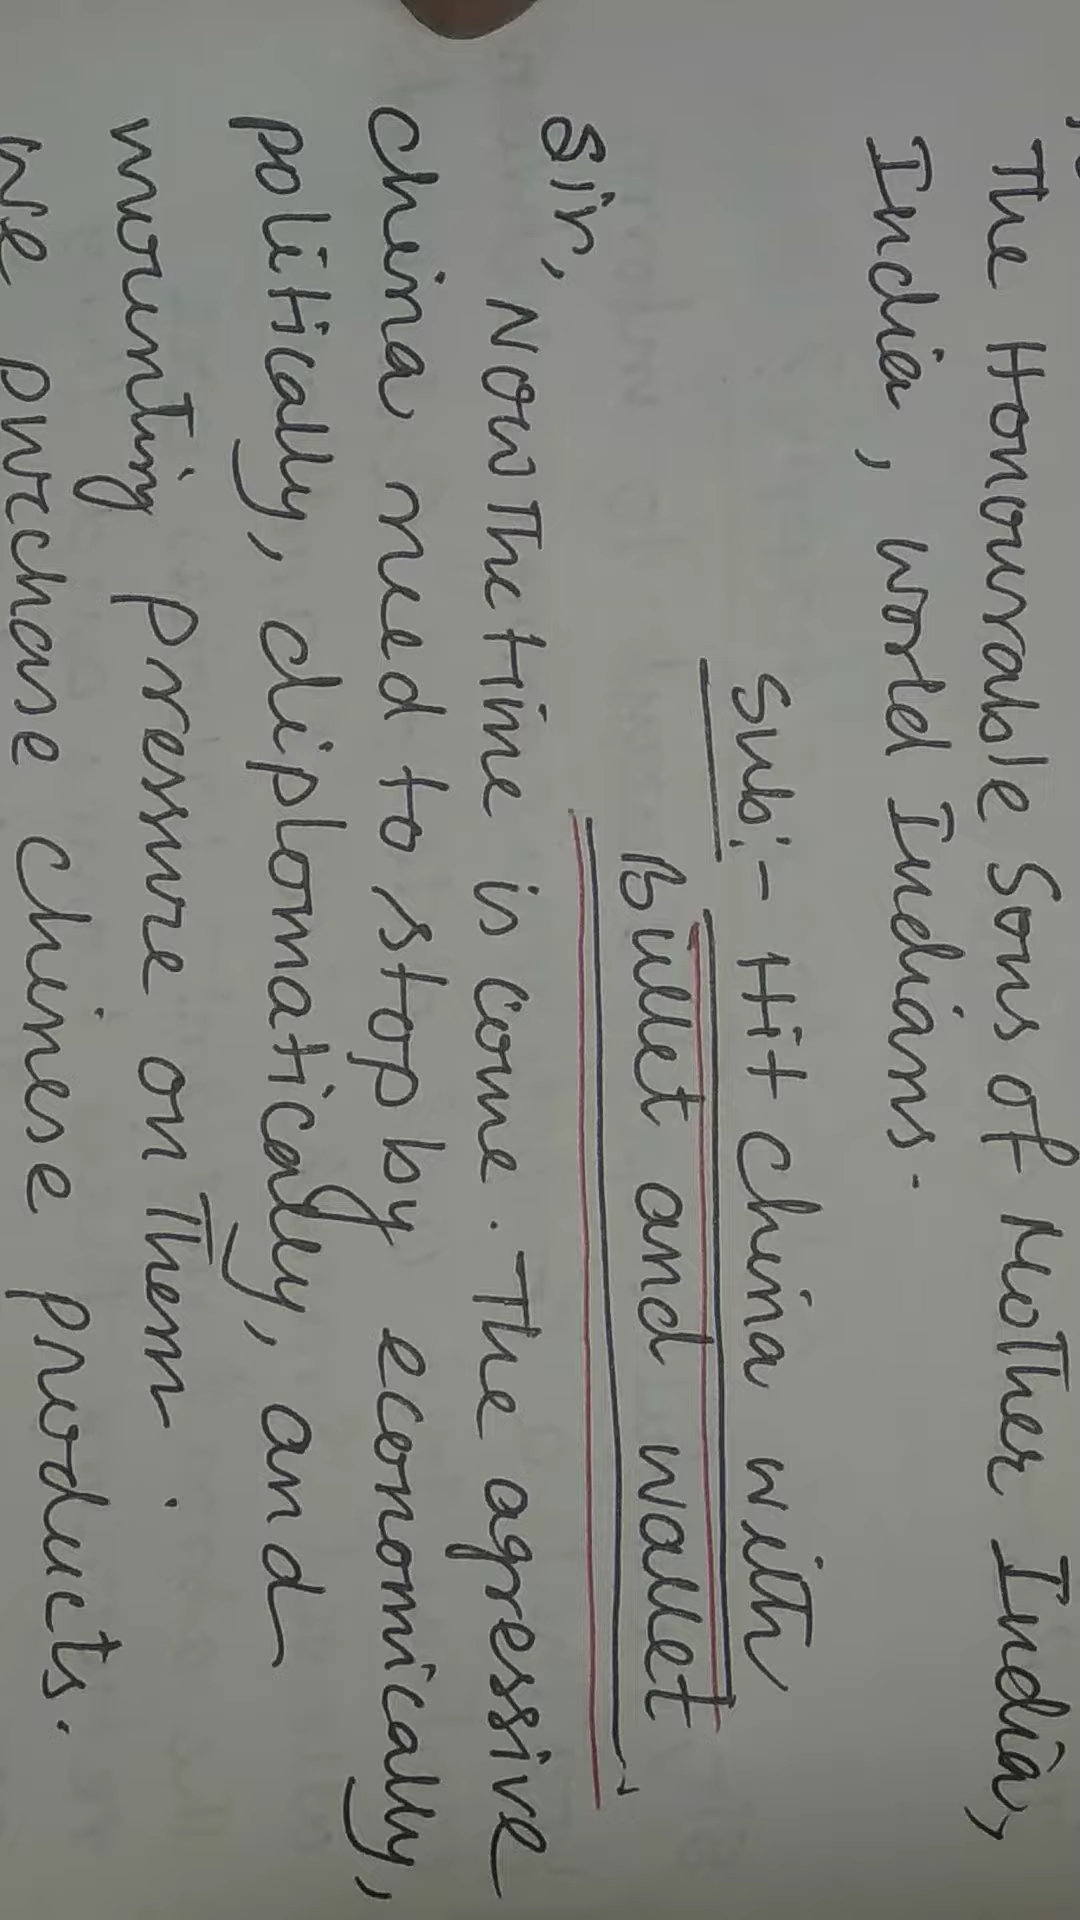 The Honourable Sons of Mother India,
India, world Indians.
Sub:- Hit China with
Bullet and wallet
Sir,
Now The time is come. The agressive
China need to stop by economically,
politically, diplomatically, and
mounting pressure on Them.
We purchase chinese products.